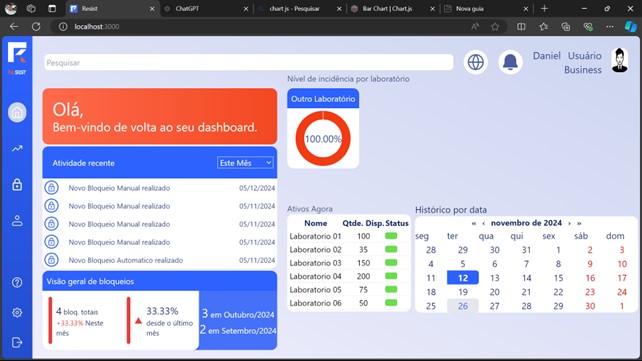 Resist
ChatGPT
chart js - Pesquisar
Bar Chart | Chart.js
Nova guia
localhost:3000
RE.SIST
Pesquisar
Daniel Usuário
Business
Olá,
Bem-vindo de volta ao seu dashboard.
Atividade recente
Este Mês
Novo Bloqueio Manual realizado 05/12/2024
Novo Bloqueio Manual realizado 05/11/2024
Novo Bloqueio Manual realizado 05/11/2024
Novo Bloqueio Manual realizado 05/11/2024
Novo Bloqueio Automatico realizado 05/11/2024
Visão geral de bloqueios
4 bloq. totais
+33.33% Neste
mês
33.33%
desde o último
mês
3 em Outubro/2024
2 em Setembro/2024
Nível de incidência por laboratório
Outro Laboratório
100.00%
Ativos Agora
Nome Qtde. Disp. Status
Laboratorio 01 100
Laboratorio 02 35
Laboratorio 03 150
Laboratorio 04 200
Laboratorio 05 75
Laboratorio 06 50
Histórico por data
« ‹ novembro de 2024 › »
seg ter qua qui sex sáb dom
28 29 30 31 1 2 3
4 5 6 7 8 9 10
11 12 13 14 15 16 17
18 19 20 21 22 23 24
25 26 27 28 29 30 1